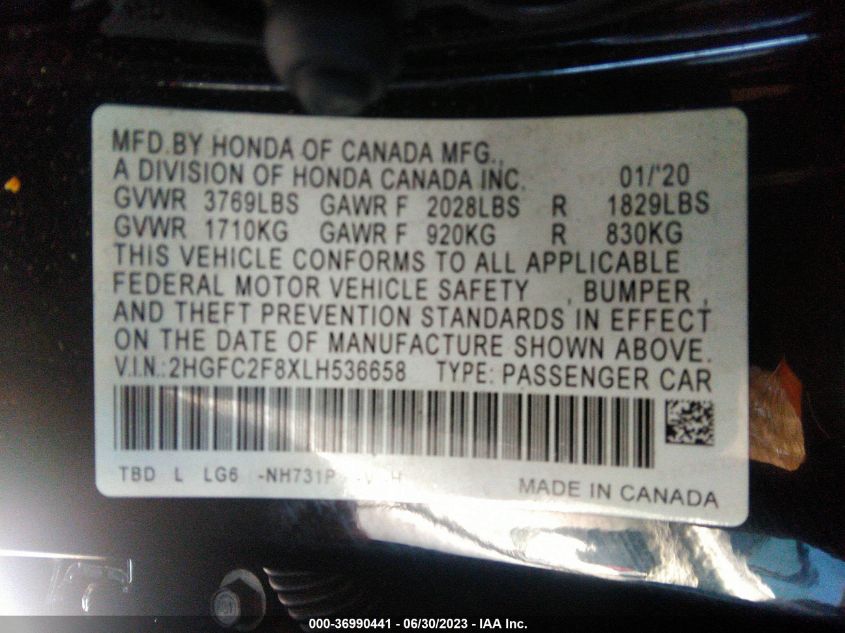 MFD.BY HONDA OF CANADA MFG.,
A DIVISION OF HONDA CANADA INC. 01/'20
GVWR 3769LBS GAWR F 2028LBS R 1829LBS
GVWR 1710KG GAWR F 920KG R 830KG
THIS VEHICLE CONFORMS TO ALL APPLICABLE
FEDERAL MOTOR VEHICLE SAFETY , BUMPER ,
AND THEFT PREVENTION STANDARDS IN EFFECT
ON THE DATE OF MANUFACTURE SHOWN ABOVE.
V.I.N.:2HGFC2F8XLH536658 TYPE: PASSENGER CAR
TBD L LG6 -NH731P
MADE IN CANADA
000-36990441 - 06/30/2023 - IAA Inc.